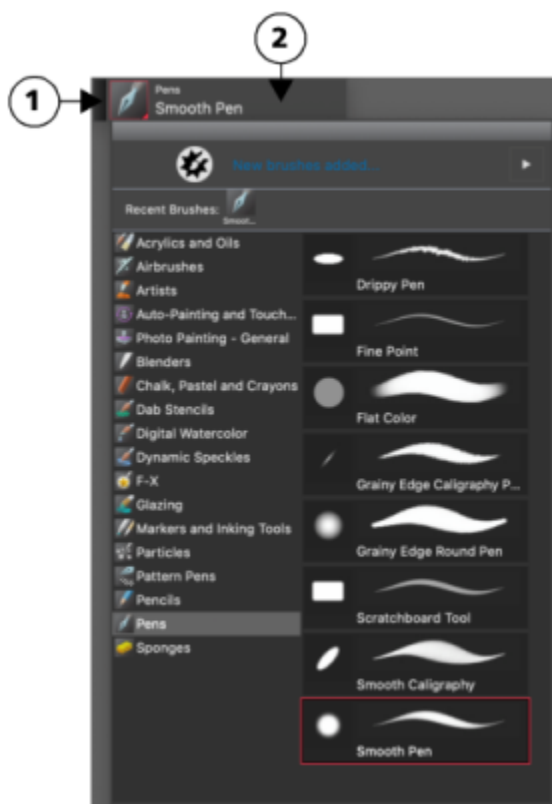 2
1
Pens
Smooth Pen
New brushes added...
Recent Brushes:
Smoot...
Acrylics and Oils
Airbrushes
Artists
Auto-Painting and Touch...
Photo Painting - General
Blenders
Chalk, Pastel and Crayons
Dab Stencils
Digital Watercolor
Dynamic Speckles
F-X
Glazing
Markers and Inking Tools
Particles
Pattern Pens
Pencils
Pens
Sponges
Drippy Pen
Fine Point
Flat Color
Grainy Edge Caligraphy P...
Grainy Edge Round Pen
Scratchboard Tool
Smooth Caligraphy
Smooth Pen